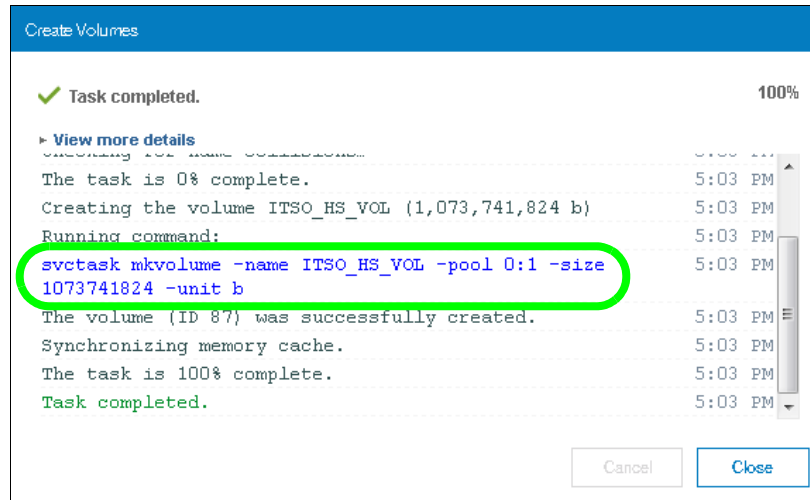 Create Volumes
Task completed.
100%
View more details
The task is 0% complete.
5:03 PM
Creating the volume ITSO_HS_VOL (1,073,741,824 b)
5:03 PM
Running command:
5:03 PM
svctask mkvolume -name ITSO_HS_VOL -pool 0:1 -size
5:03 PM
1073741824 -unit b
The volume (ID 87) was successfully created.
5:03 PM
Synchronizing memory cache.
5:03 PM
The task is 100% complete.
5:03 PM
Task completed.
5:03 PM
Cancel
Close